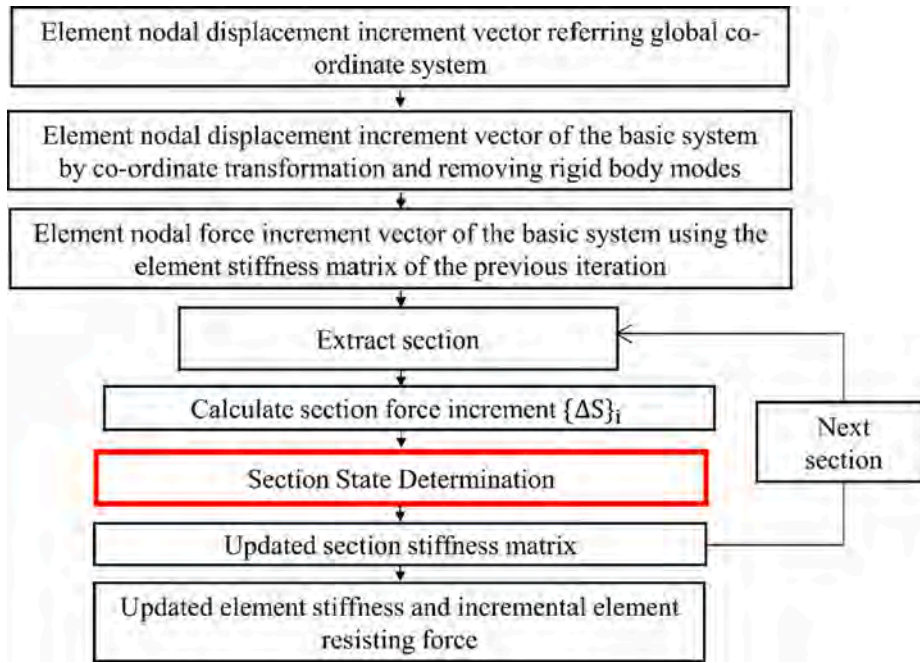 Element nodal displacement increment vector referring global co-
ordinate system
Element nodal displacement increment vector of the basic system
by co-ordinate transformation and removing rigid body modes
Element nodal force increment vector of the basic system using the
element stiffness matrix of the previous iteration
Extract section
Calculate section force increment {ΔS}ᵢ
Section State Determination
Updated section stiffness matrix
Next
section
Updated element stiffness and incremental element
resisting force